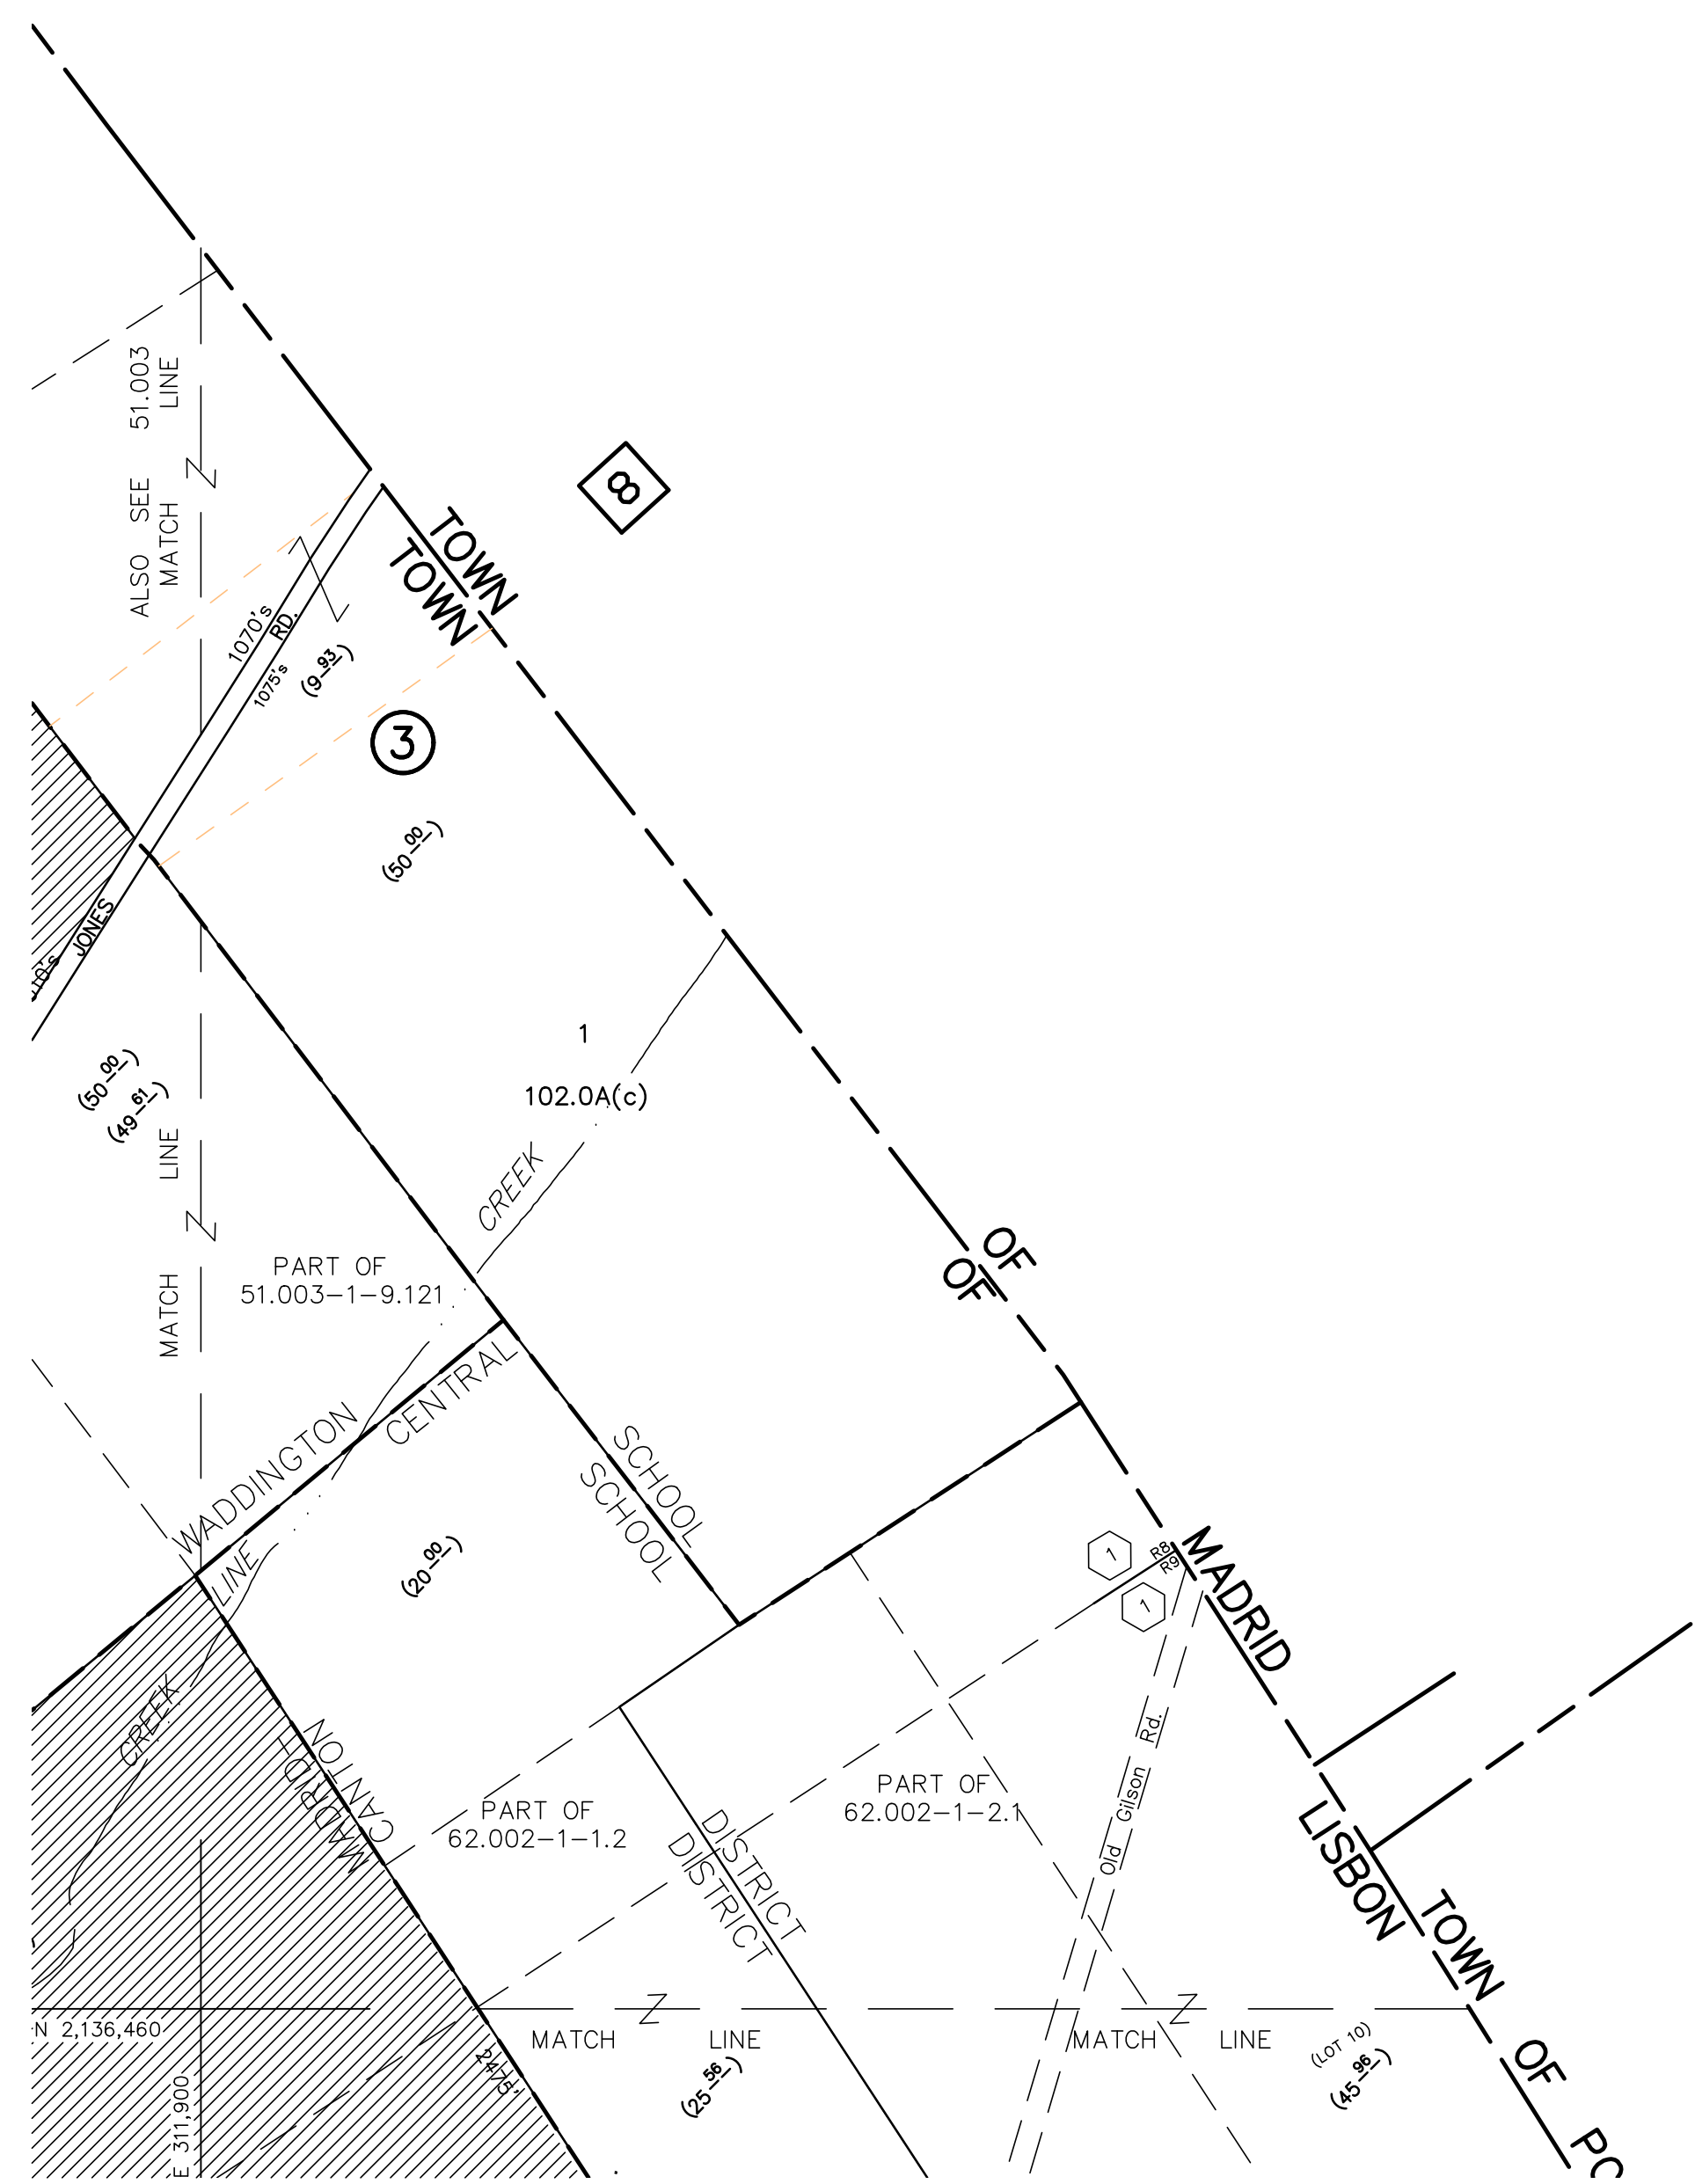 ALSO SEE 51.003
MATCH LINE
8
TOWN
TOWN
1070's
RD.
1075's
(9 93)
3
(50 00)
JONES
1
102.0A(c)
CREEK
(50 00)
(49 61)
MATCH LINE
PART OF
51.003-1-9.121
OF
OF
WADDINGTON CENTRAL SCHOOL
LINE
SCHOOL
(20 00)
1
R8
R9
1
MADRID
LISBON
CREEK
CANTON
MADRID
PART OF
62.002-1-1.2
PART OF
62.002-1-2.1
DISTRICT
DISTRICT
Old Gilson Rd.
TOWN
OF
N 2,136,460
E 311,900
2475'
MATCH LINE
MATCH LINE
(25 56)
(LOT 10)
(45 96)